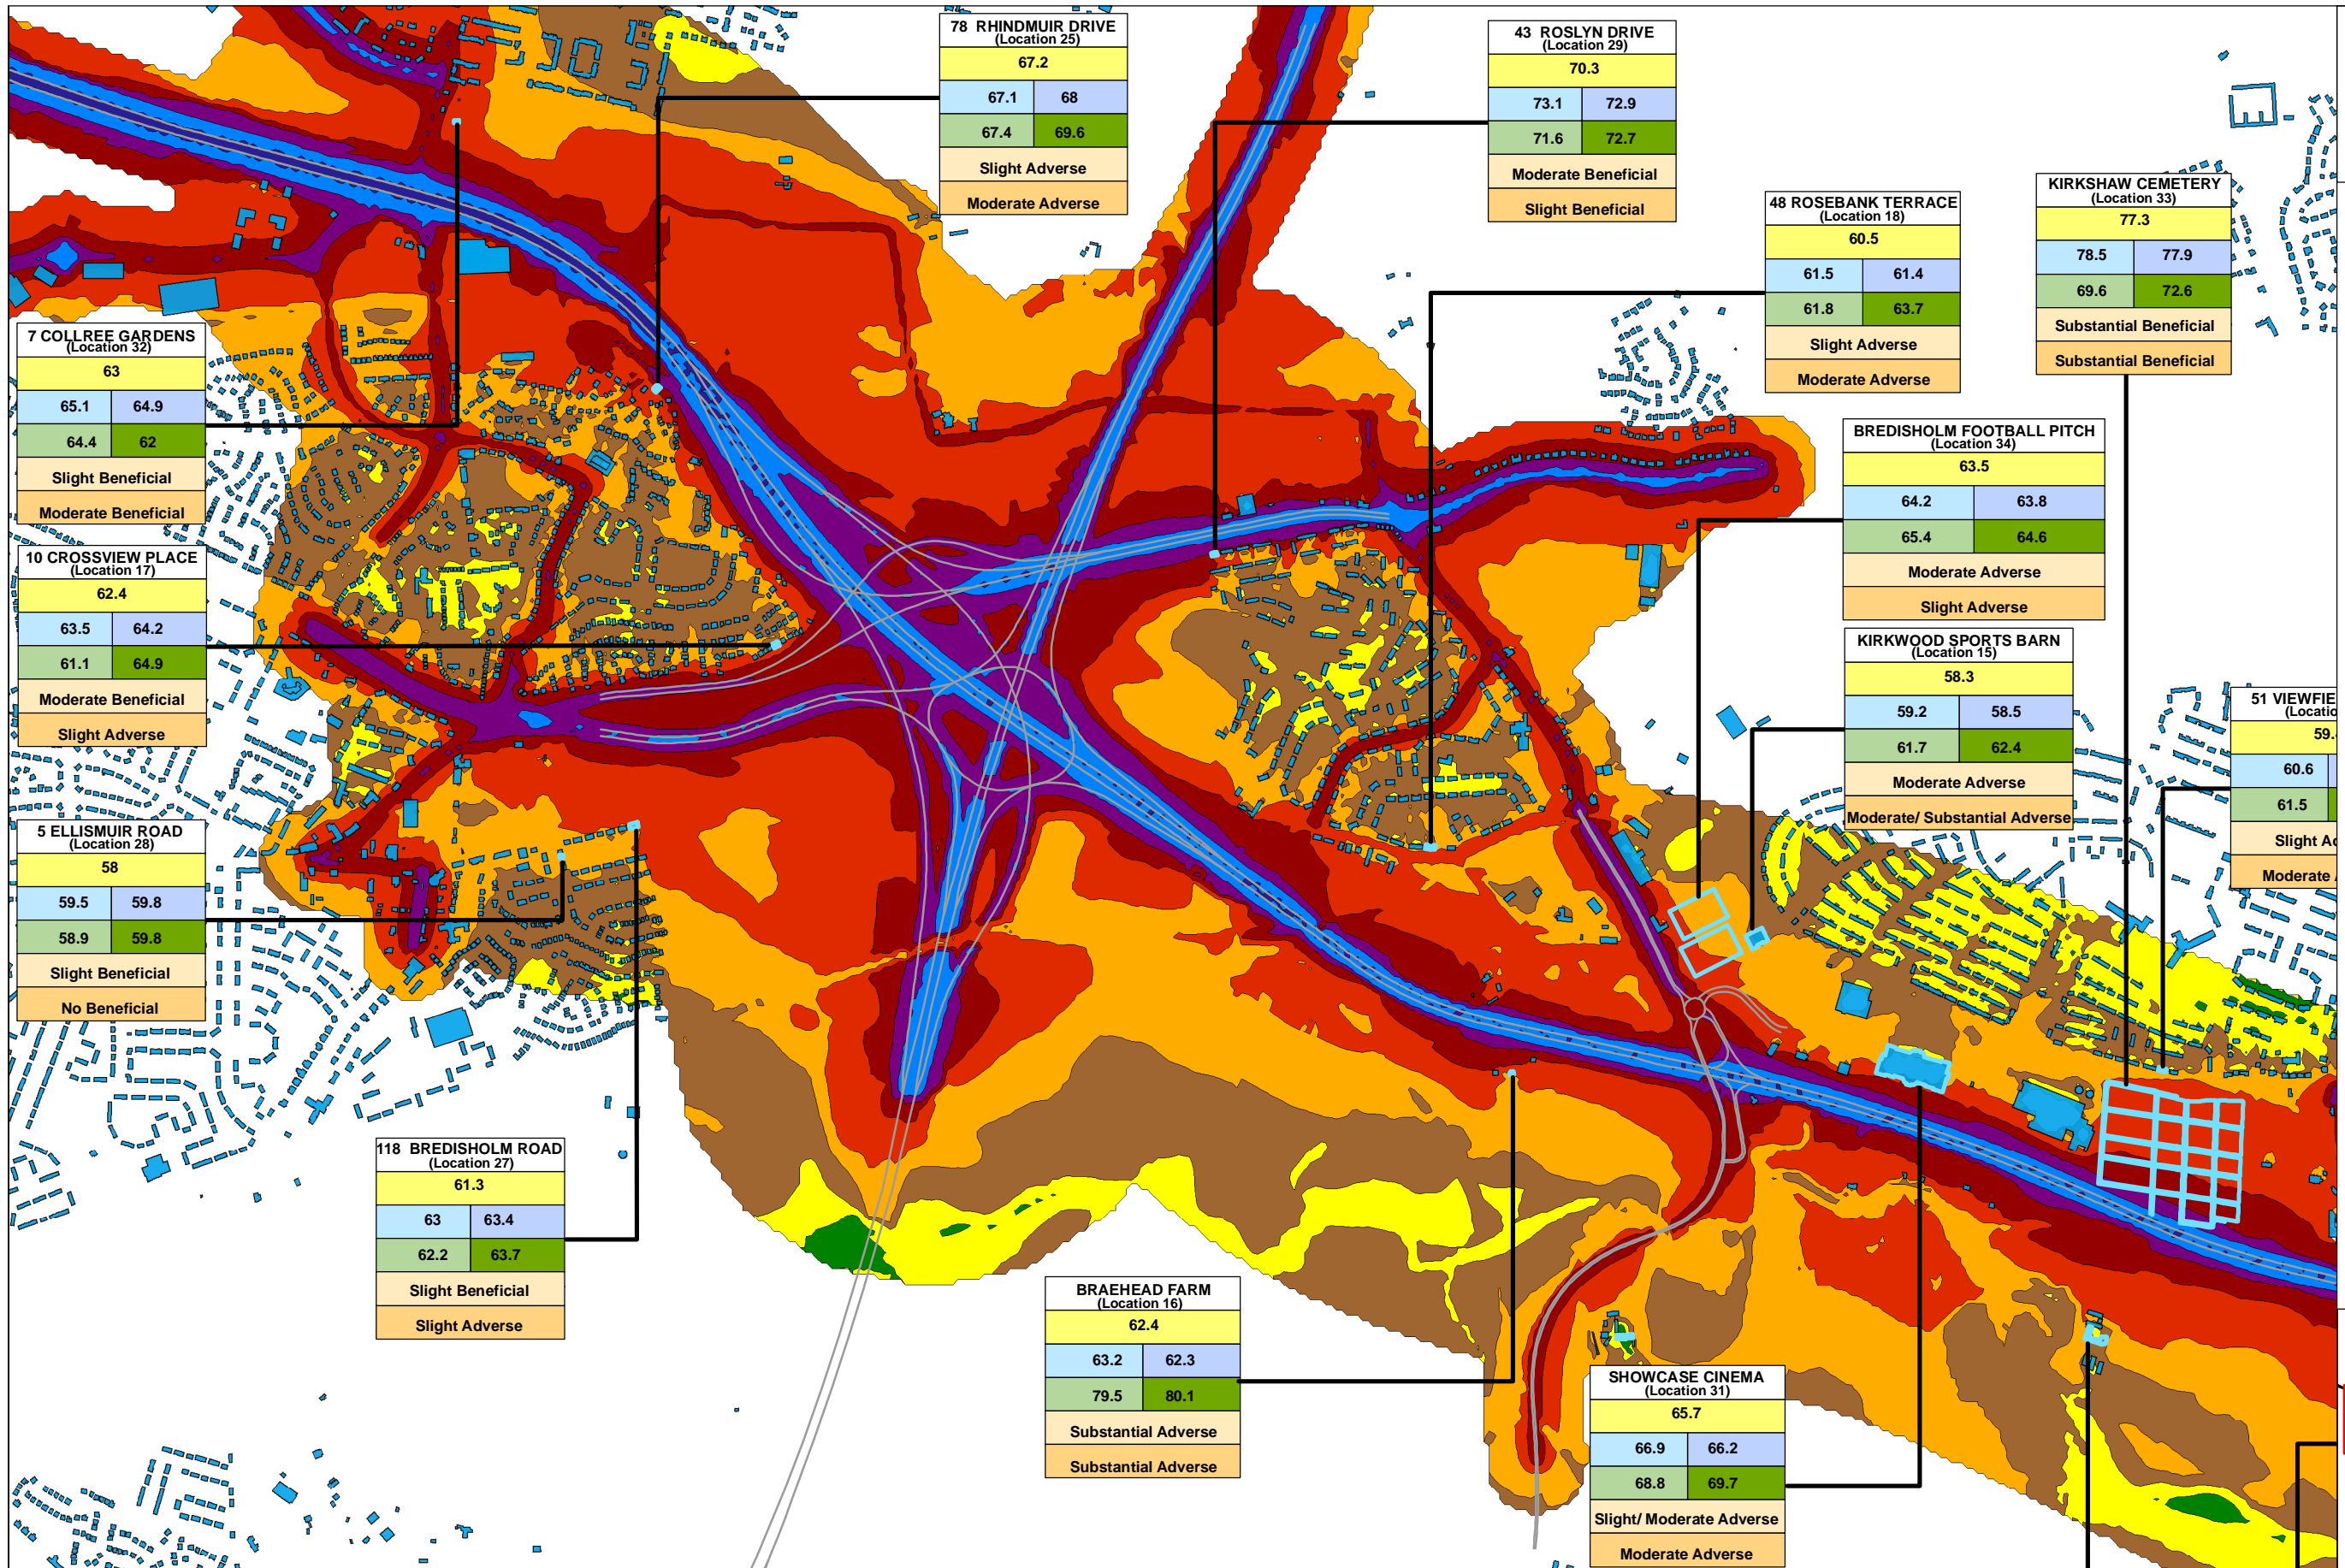 78 RHINDMUIR DRIVE
(Location 25)
67.2
67.1 68
67.4 69.6
Slight Adverse
Moderate Adverse
43 ROSLYN DRIVE
(Location 29)
70.3
73.1 72.9
71.6 72.7
Moderate Beneficial
Slight Beneficial
48 ROSEBANK TERRACE
(Location 18)
60.5
61.5 61.4
61.8 63.7
Slight Adverse
Moderate Adverse
KIRKSHAW CEMETERY
(Location 33)
77.3
78.5 77.9
69.6 72.6
Substantial Beneficial
Substantial Beneficial
7 COLLREE GARDENS
(Location 32)
63
65.1 64.9
64.4 62
Slight Beneficial
Moderate Beneficial
BREDISHOLM FOOTBALL PITCH
(Location 34)
63.5
64.2 63.8
65.4 64.6
Moderate Adverse
Slight Adverse
10 CROSSVIEW PLACE
(Location 17)
62.4
63.5 64.2
61.1 64.9
Moderate Beneficial
Slight Adverse
KIRKWOOD SPORTS BARN
(Location 15)
58.3
59.2 58.5
61.7 62.4
Moderate Adverse
Moderate/ Substantial Adverse
51 VIEWFIE
(Locatio
59.
60.6
61.5
Slight Ad
Moderate
5 ELLISMUIR ROAD
(Location 28)
58
59.5 59.8
58.9 59.8
Slight Beneficial
No Beneficial
118 BREDISHOLM ROAD
(Location 27)
61.3
63 63.4
62.2 63.7
Slight Beneficial
Slight Adverse
BRAEHEAD FARM
(Location 16)
62.4
63.2 62.3
79.5 80.1
Substantial Adverse
Substantial Adverse
SHOWCASE CINEMA
(Location 31)
65.7
66.9 66.2
68.8 69.7
Slight/ Moderate Adverse
Moderate Adverse